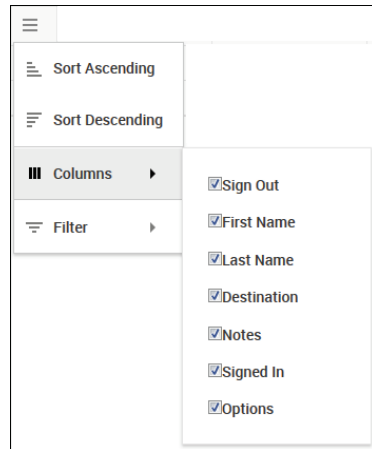 Sort Ascending
Sort Descending
Columns
Filter
Sign Out
First Name
Last Name
Destination
Notes
Signed In
Options